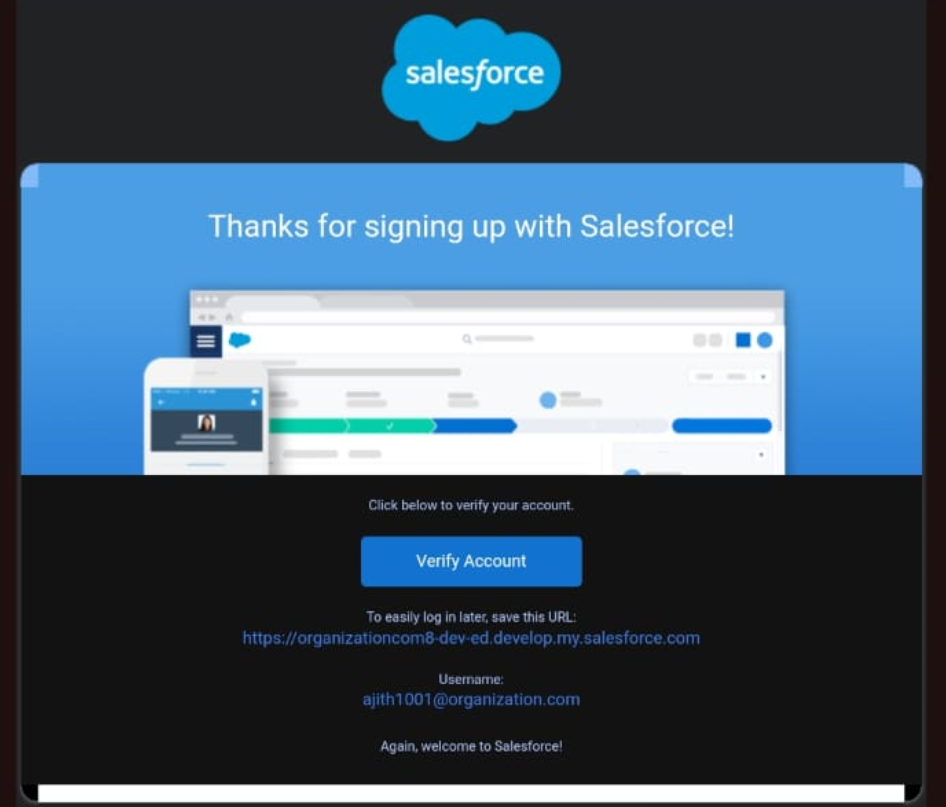 salesforce
Thanks for signing up with Salesforce!
Click below to verify your account.
Verify Account
To easily log in later, save this URL:
https://organizationcom8-dev-ed.develop.my.salesforce.com
Username:
ajith1001@organization.com
Again, welcome to Salesforce!